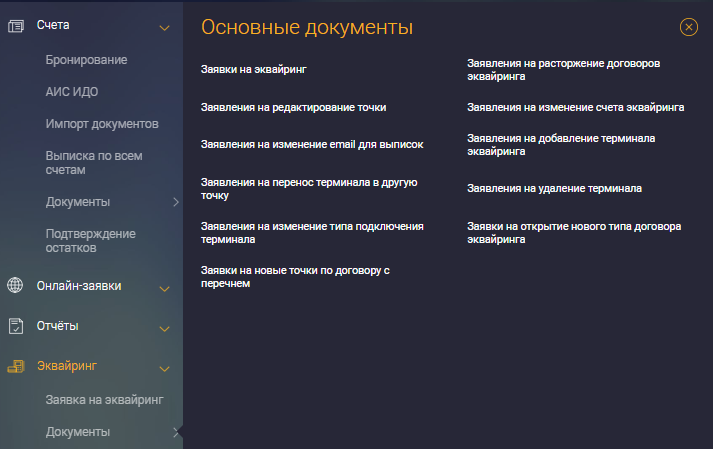 Счета
Бронирование
АИС ИДО
Импорт документов
Выписка по всем
счетам
Документы
Подтверждение
остатков
Онлайн-заявки
Отчёты
Эквайринг
Заявка на эквайринг
Документы
Основные документы
Заявки на эквайринг
Заявления на редактирование точки
Заявления на изменение email для выписок
Заявления на перенос терминала в другую
точку
Заявления на изменение типа подключения
терминала
Заявки на новые точки по договору с
перечнем
Заявления на расторжение договоров
эквайринга
Заявления на изменение счета эквайринга
Заявления на добавление терминала
эквайринга
Заявления на удаление терминала
Заявки на открытие нового типа договора
эквайринга